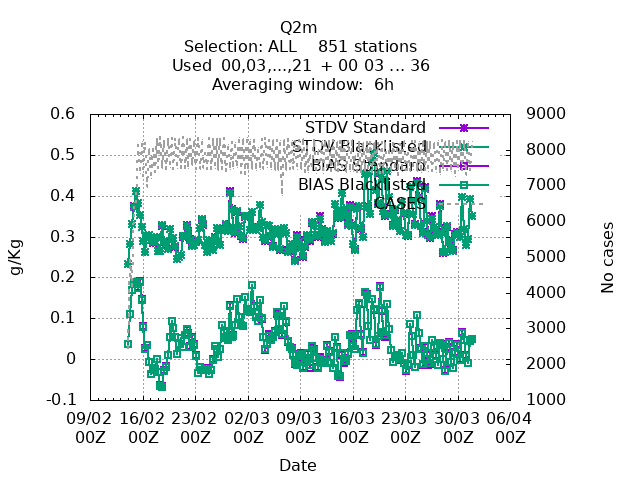 Q2m
Selection: ALL    851 stations
Used  00,03,...,21  + 00 03 ... 36
Averaging window:  6h
0.6
0.5
0.4
0.3
0.2
0.1
0
-0.1
g/Kg
STDV Standard
STDV Blacklisted
BIAS Standard
BIAS Blacklisted
CASES
9000
8000
7000
6000
5000
4000
3000
2000
1000
No cases
09/02 16/02 23/02 02/03 09/03 16/03 23/03 30/03 06/04
00Z 00Z 00Z 00Z 00Z 00Z 00Z 00Z 00Z
Date